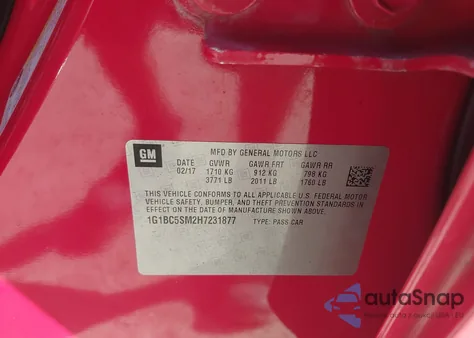 GM
MFD BY GENERAL MOTORS LLC
DATE GVWR GAWR FRT GAWR RR
02/17 1710 KG 912 KG 798 KG
3771 LB 2011 LB 1760 LB
THIS VEHICLE CONFORMS TO ALL APPLICABLE U.S. FEDERAL MOTOR
VEHICLE SAFETY, BUMPER, AND THEFT PREVENTION STANDARDS
IN EFFECT ON THE DATE OF MANUFACTURE SHOWN ABOVE.
1G1BC5SM2H7231877 TYPE: PASS CAR
autoSnap